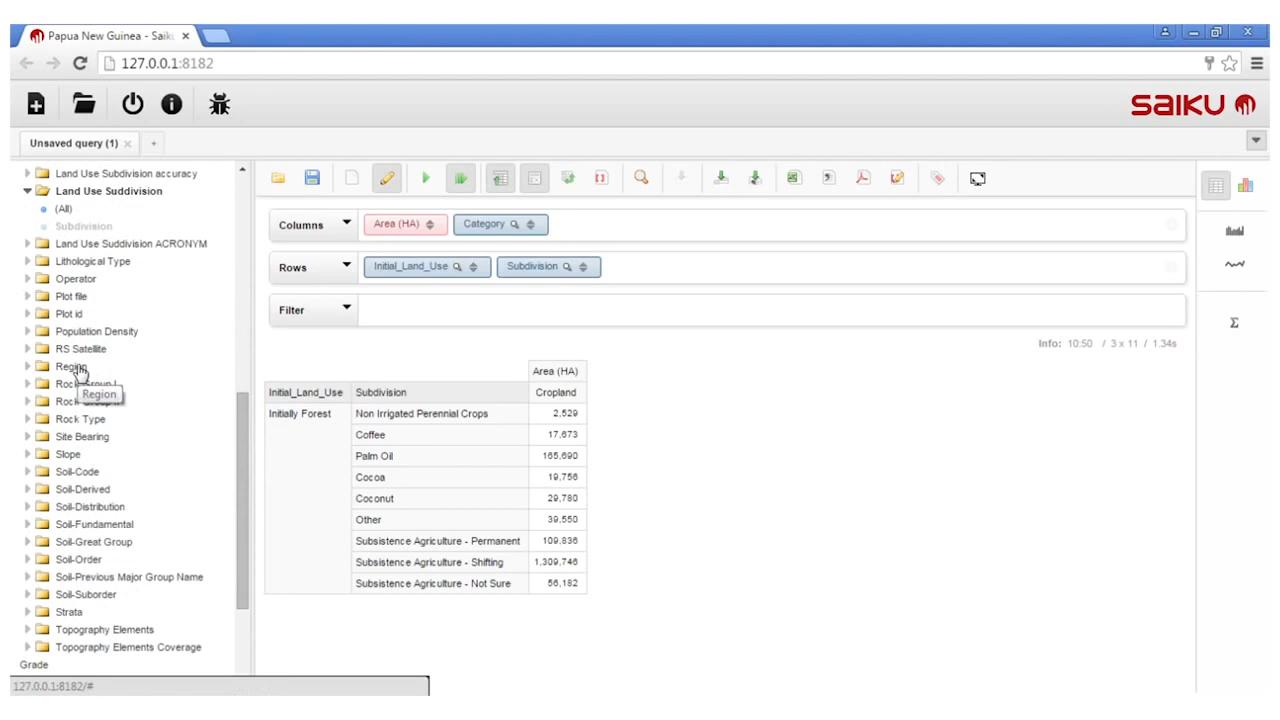 Papua New Guinea - Saiku
127.0.0.1:8182
saiku
Unsaved query (1)
Land Use Subdivision accuracy
Land Use Suddivision
(All)
Subdivision
Land Use Suddivision ACRONYM
Lithological Type
Operator
Plot file
Plot id
Population Density
RS Satellite
Region
Rock Group I
Region
Rock
Rock Type
Site Bearing
Slope
Soil-Code
Soil-Derived
Soil-Distribution
Soil-Fundamental
Soil-Great Group
Soil-Order
Soil-Previous Major Group Name
Soil-Suborder
Strata
Topography Elements
Topography Elements Coverage
Grade
127.0.0.1:8182/#
Columns Area (HA) Category
Rows Initial_Land_Use Subdivision
Filter
Info: 10:50 / 3 x 11 / 1.34s
Area (HA)
Initial_Land_Use Subdivision Cropland
Initially Forest Non Irrigated Perennial Crops 2,529
Coffee 17,673
Palm Oil 165,690
Cocoa 19,756
Coconut 29,780
Other 39,550
Subsistence Agriculture - Permanent 109,836
Subsistence Agriculture - Shifting 1,309,746
Subsistence Agriculture - Not Sure 56,182
Σ